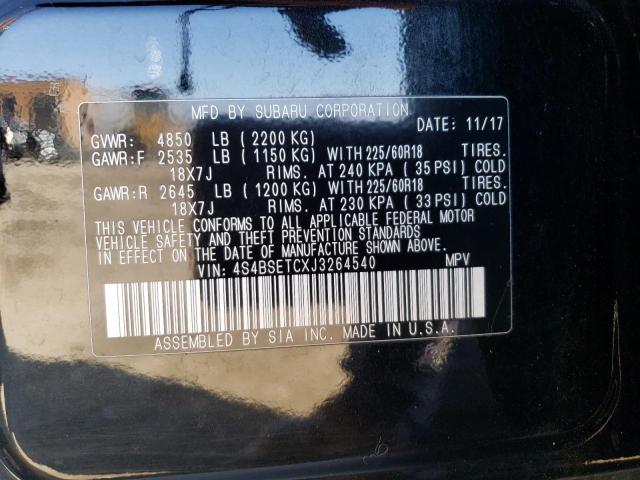 MFD BY SUBARU CORPORATION
DATE: 11/17
GVWR: 4850 LB ( 2200 KG)
GAWR:F 2535 LB ( 1150 KG) WITH 225/60R18 TIRES.
18X7J RIMS. AT 240 KPA ( 35 PSI) COLD
GAWR:R 2645 LB ( 1200 KG) WITH 225/60R18 TIRES.
18X7J RIMS. AT 230 KPA ( 33 PSI) COLD
THIS VEHICLE CONFORMS TO ALL APPLICABLE FEDERAL MOTOR
VEHICLE SAFETY AND THEFT PREVENTION STANDARDS
IN EFFECT ON THE DATE OF MANUFACTURE SHOWN ABOVE.
VIN: 4S4BSETCXJ3264540 MPV
ASSEMBLED BY SIA INC. MADE IN U.S.A.